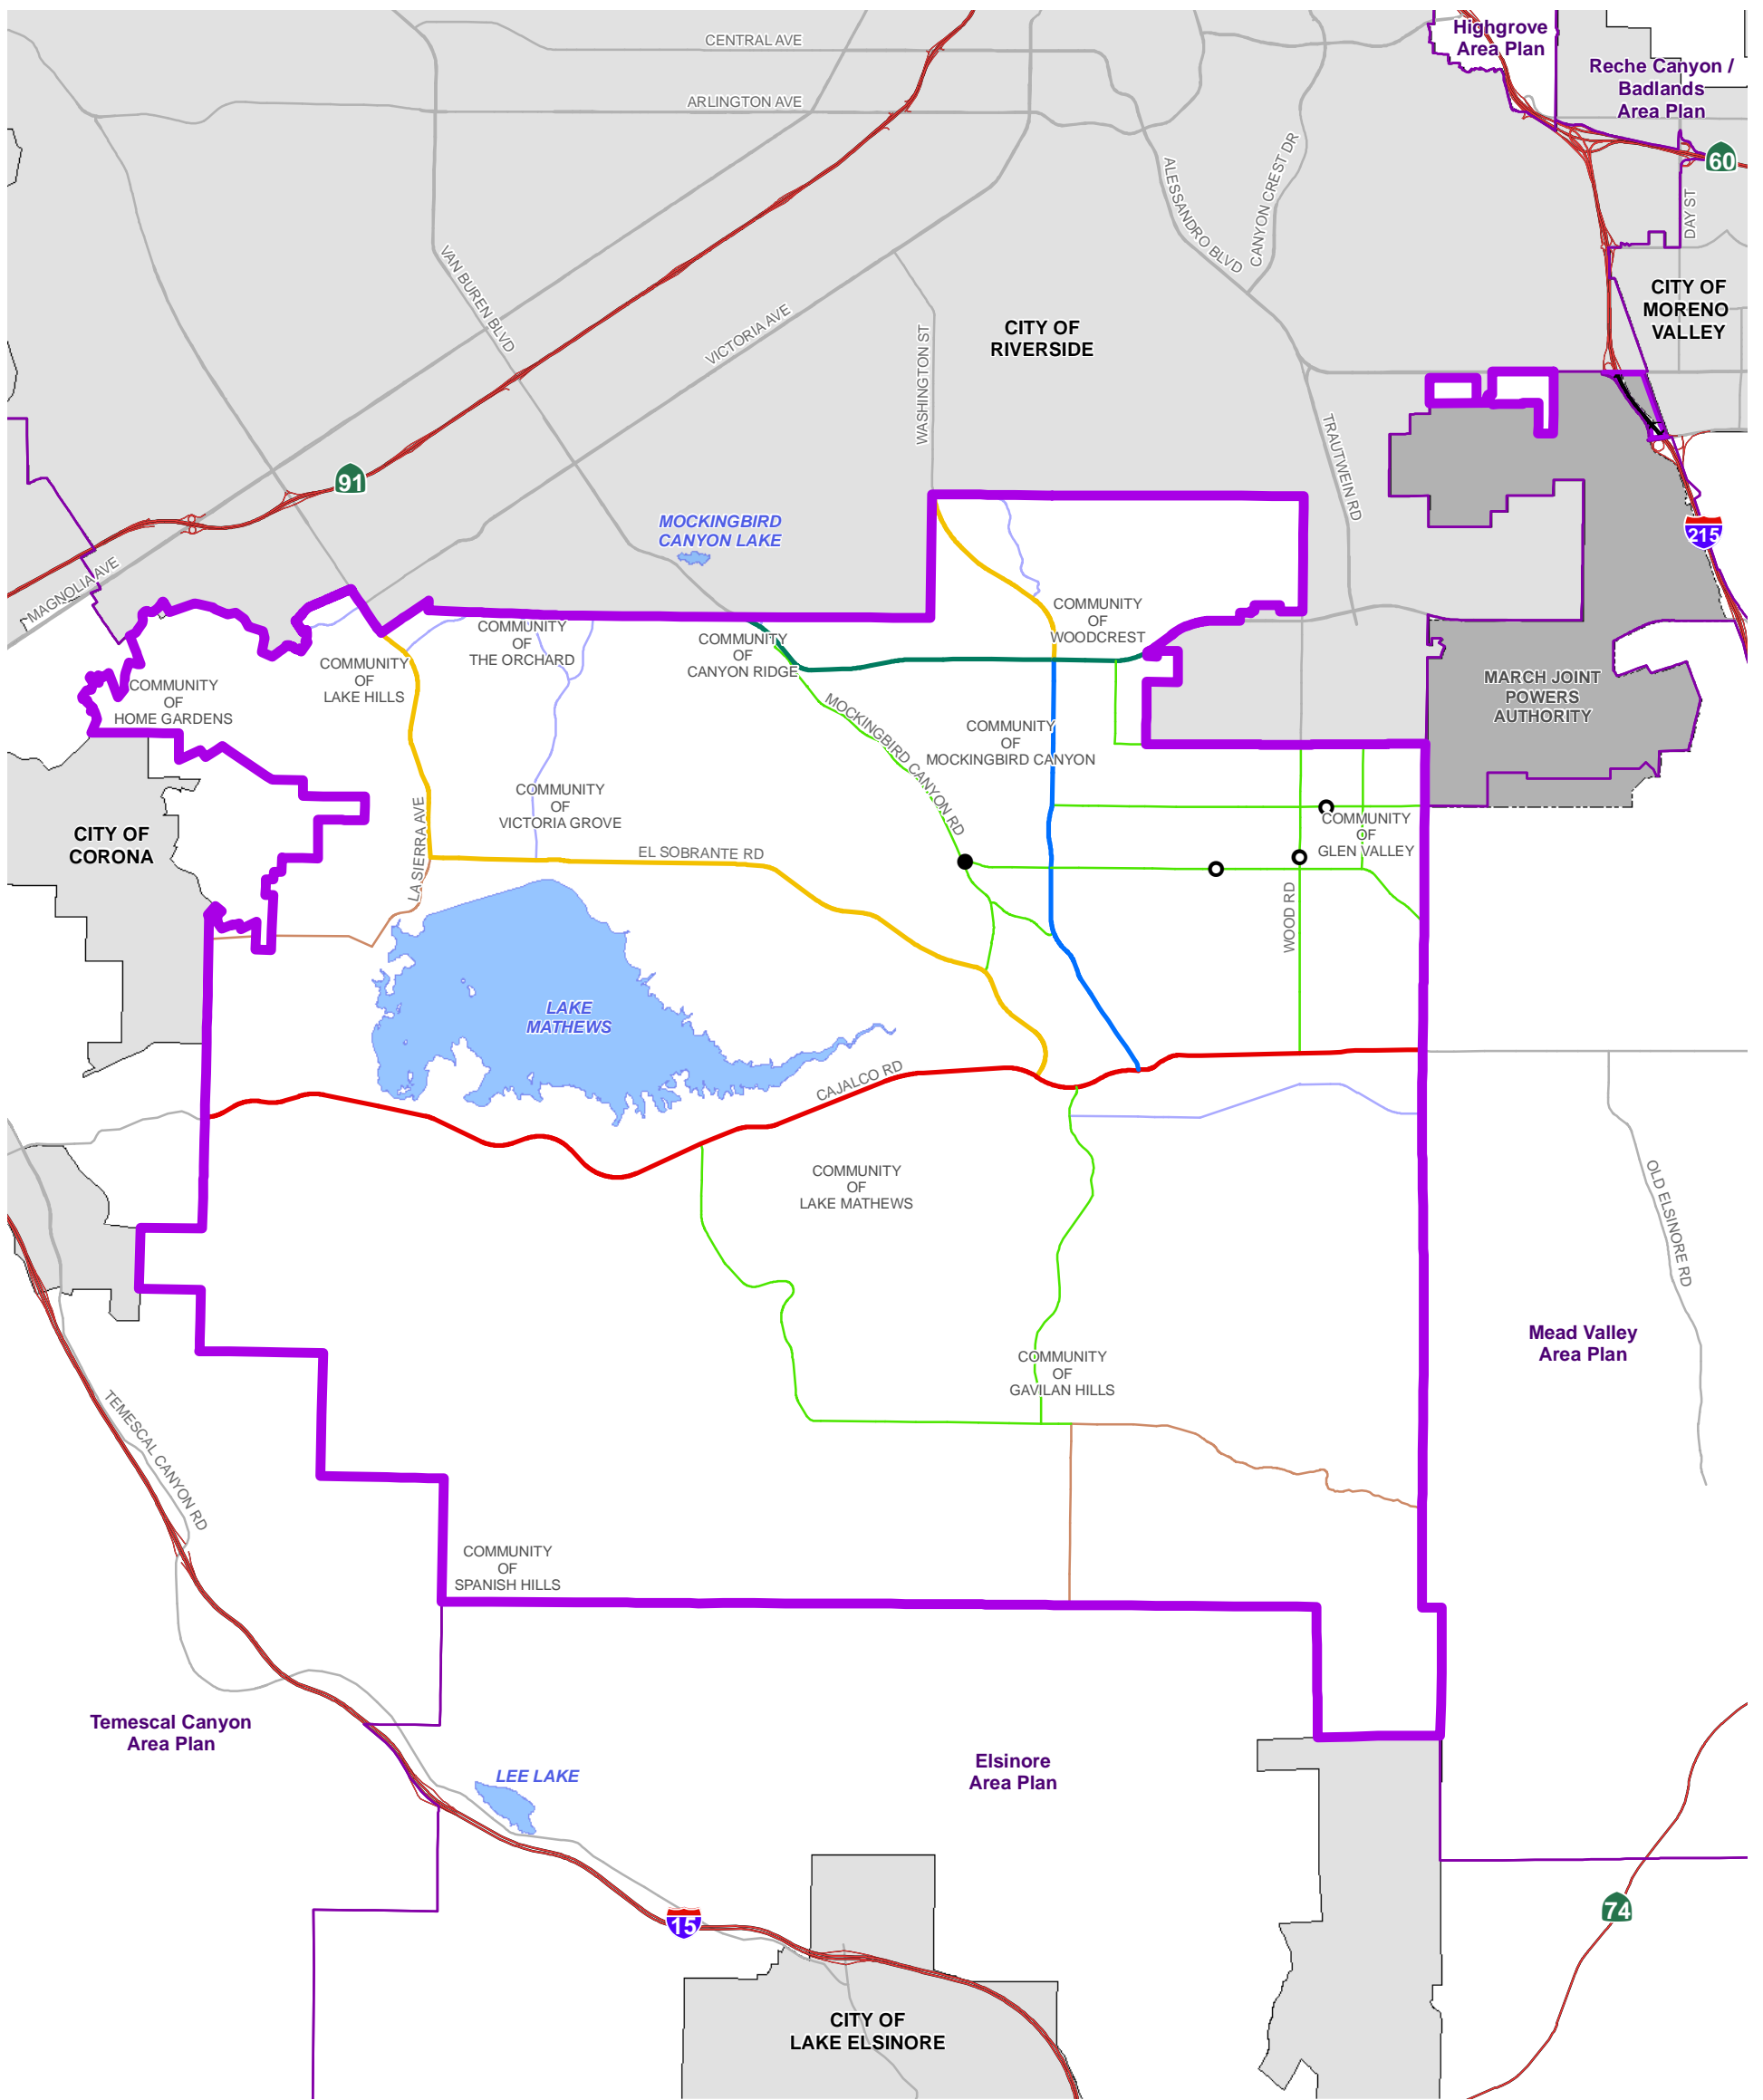 CENTRAL AVE
Highgrove
Area Plan
Reche Canyon /
Badlands
Area Plan
ARLINGTON AVE
60
ALESSANDRO BLVD
CANYON CREST DR
DAY ST
VAN BUREN BLVD
VICTORIA AVE
WASHINGTON ST
CITY OF
RIVERSIDE
CITY OF
MORENO
VALLEY
TRAUTWEIN RD
91
MOCKINGBIRD
CANYON LAKE
215
MAGNOLIA AVE
COMMUNITY
OF
WOODCREST
COMMUNITY
OF
THE ORCHARD
COMMUNITY
OF
CANYON RIDGE
COMMUNITY
OF
LAKE HILLS
COMMUNITY
OF
HOME GARDENS
MARCH JOINT
POWERS
AUTHORITY
MOCKINGBIRD CANYON RD
COMMUNITY
OF
MOCKINGBIRD CANYON
COMMUNITY
OF
VICTORIA GROVE
COMMUNITY
OF
GLEN VALLEY
CITY OF
CORONA
LA SIERRA AVE
EL SOBRANTE RD
WOOD RD
LAKE
MATHEWS
CAJALCO RD
COMMUNITY
OF
LAKE MATHEWS
OLD ELSINORE RD
Mead Valley
Area Plan
COMMUNITY
OF
GAVILAN HILLS
TEMESCAL CANYON RD
COMMUNITY
OF
SPANISH HILLS
Temescal Canyon
Area Plan
Elsinore
Area Plan
LEE LAKE
15
74
CITY OF
LAKE ELSINORE